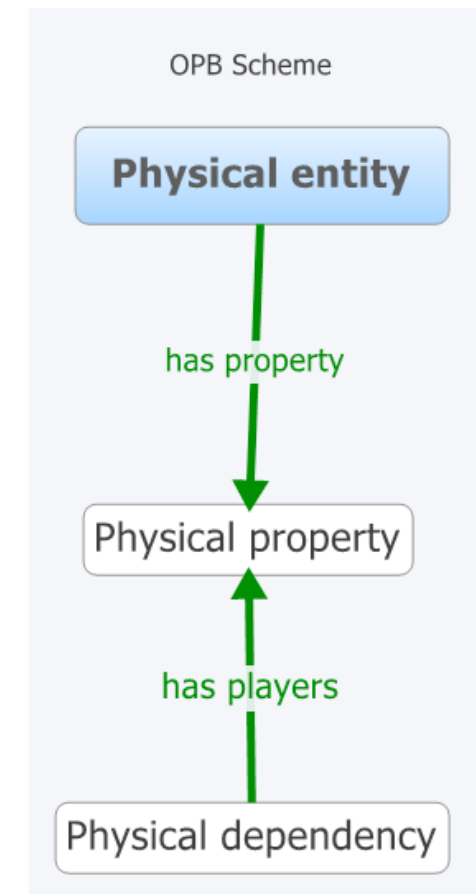 OPB Scheme
Physical entity
has property
Physical property
has players
Physical dependency